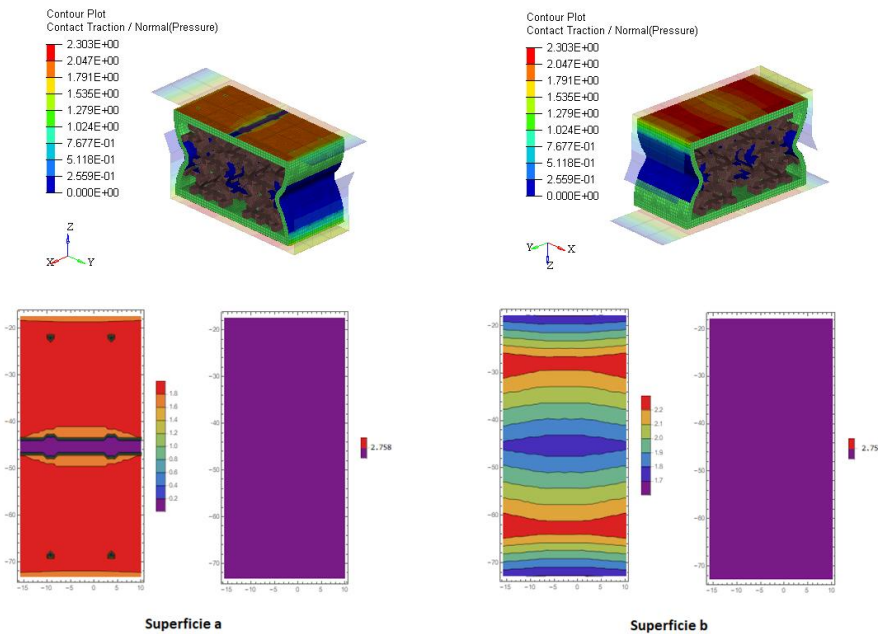 Contour Plot
Contact Traction / Normal(Pressure)
2.303E+00
2.047E+00
1.791E+00
1.535E+00
1.279E+00
1.024E+00
7.677E-01
5.118E-01
2.559E-01
0.000E+00
Z
X Y
Contour Plot
Contact Traction / Normal(Pressure)
2.303E+00
2.047E+00
1.791E+00
1.535E+00
1.279E+00
1.024E+00
7.677E-01
5.118E-01
2.559E-01
0.000E+00
Y X
Z
-20
-30
-40
-50
-60
-70
-15 -10 -5 0 5 10
1.8
1.6
1.4
1.2
1.0
0.8
0.6
0.4
0.2
-20
-30
-40
-50
-60
-70
-15 -10 -5 0 5 10
2.758
Superficie a
-20
-30
-40
-50
-60
-70
-15 -10 -5 0 5 10
2.2
2.1
2.0
1.9
1.8
1.7
-20
-30
-40
-50
-60
-70
-15 -10 -5 0 5 10
2.75
Superficie b